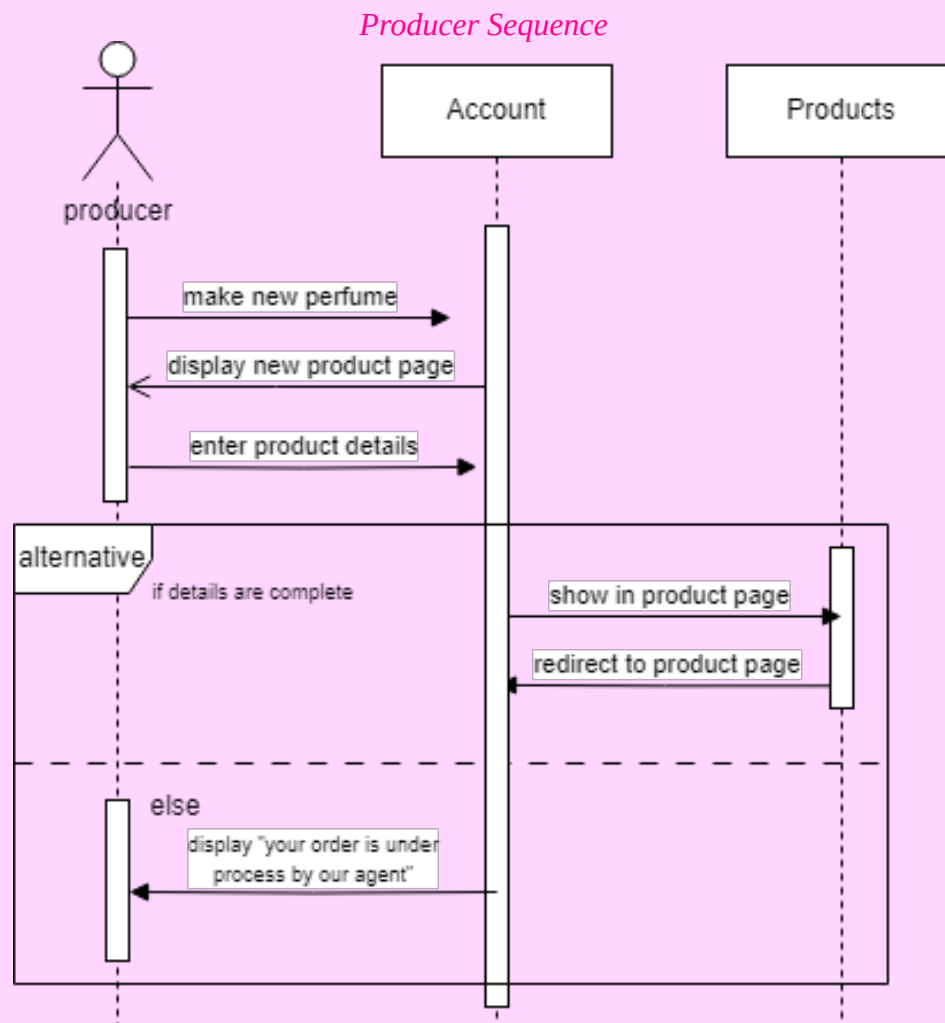 Producer Sequence
Account
Products
producer
make new perfume
display new product page
enter product details
alternative
if details are complete
show in product page
redirect to product page
else
display "your order is under
process by our agent"